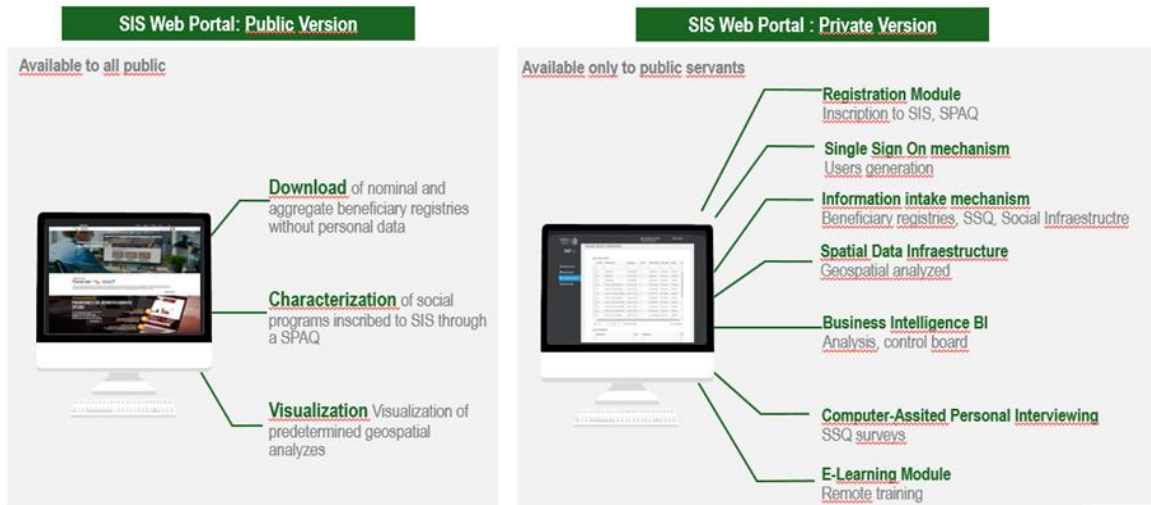 SIS Web Portal: Public Version
Available to all public
Download of nominal and
aggregate beneficiary registries
without personal data
Characterization of social
programs inscribed to SIS through
a SPAQ
Visualization Visualization of
predetermined geospatial
analyzes
SIS Web Portal : Private Version
Available only to public servants
Registration Module
Inscription to SIS, SPAQ
Single Sign On mechanism
Users generation
Information intake mechanism
Beneficiary registries, SSQ, Social Infraestructre
Spatial Data Infraestructure
Geospatial analyzed
Business Intelligence BI
Analysis, control board
Computer-Assited Personal Interviewing
SSQ surveys
E-Learning Module
Remote training